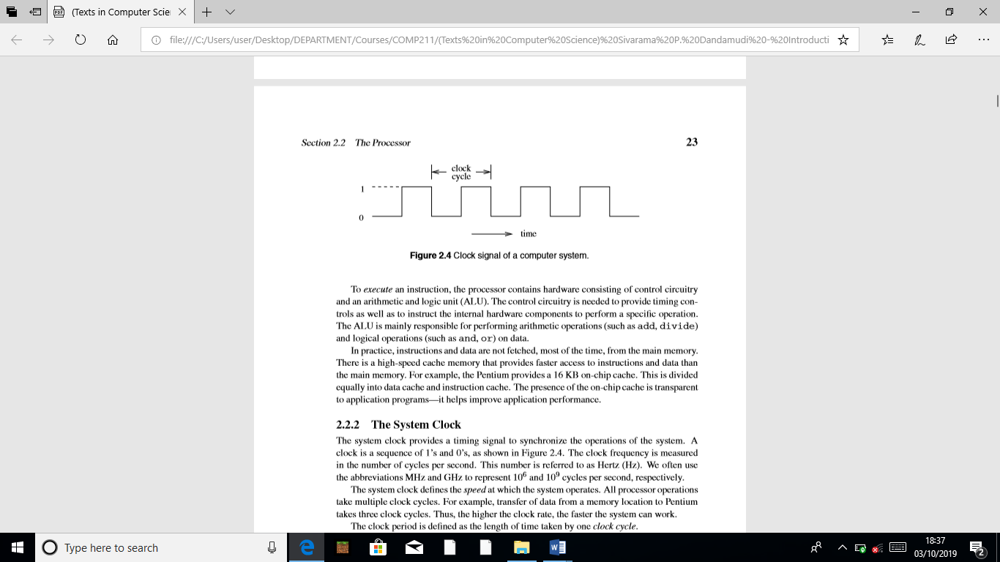 (Texts in Computer Scie
file:///C:/Users/user/Desktop/DEPARTMENT/Courses/COMP211/(Texts%20in%20Computer%20Science)%20Sivarama%20P.%20Dandamudi%20-%20Introducti
Section 2.2 The Processor 23
clock
cycle
1
0
time
Figure 2.4 Clock signal of a computer system.
To execute an instruction, the processor contains hardware consisting of control circuitry
and an arithmetic and logic unit (ALU). The control circuitry is needed to provide timing con-
trols as well as to instruct the internal hardware components to perform a specific operation.
The ALU is mainly responsible for performing arithmetic operations (such as add, divide)
and logical operations (such as and, or) on data.
In practice, instructions and data are not fetched, most of the time, from the main memory.
There is a high-speed cache memory that provides faster access to instructions and data than
the main memory. For example, the Pentium provides a 16 KB on-chip cache. This is divided
equally into data cache and instruction cache. The presence of the on-chip cache is transparent
to application programs—it helps improve application performance.
2.2.2 The System Clock
The system clock provides a timing signal to synchronize the operations of the system. A
clock is a sequence of 1's and 0's, as shown in Figure 2.4. The clock frequency is measured
in the number of cycles per second. This number is referred to as Hertz (Hz). We often use
the abbreviations MHz and GHz to represent 10⁶ and 10⁹ cycles per second, respectively.
The system clock defines the speed at which the system operates. All processor operations
take multiple clock cycles. For example, transfer of data from a memory location to Pentium
takes three clock cycles. Thus, the higher the clock rate, the faster the system can work.
The clock period is defined as the length of time taken by one clock cycle.
Type here to search
18:37
03/10/2019
2